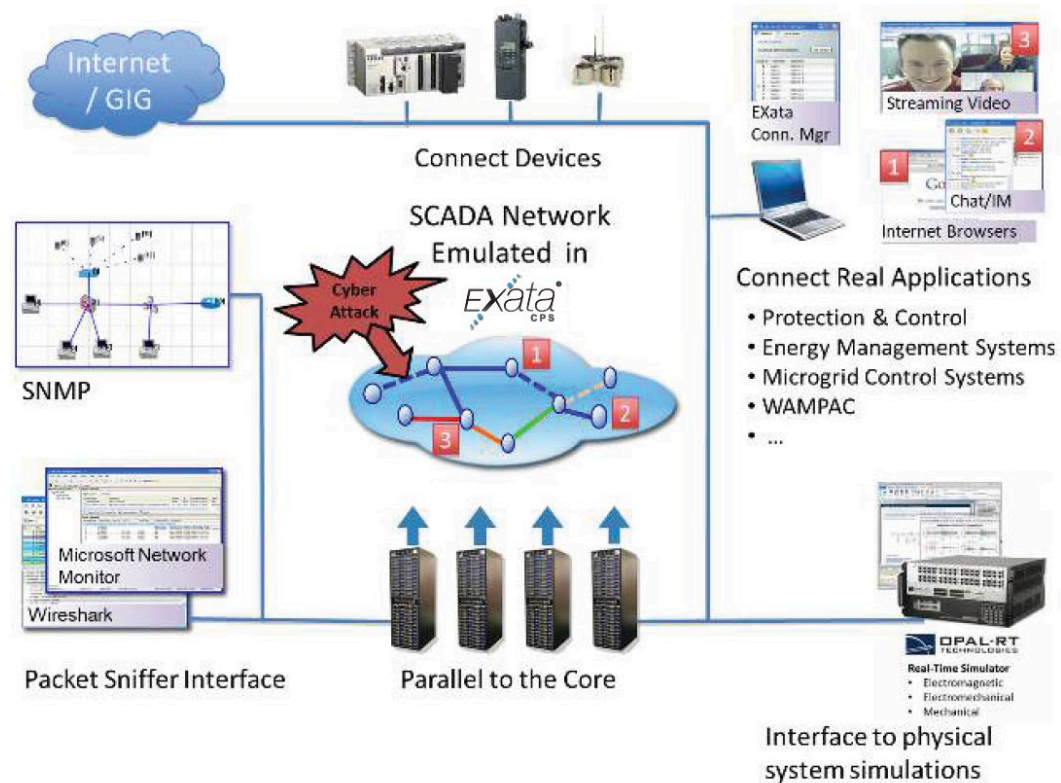 Internet
/ GIG
Connect Devices
EXata
Conn. Mgr
3
Streaming Video
2
1
Chat/IM
Internet Browsers
SCADA Network
Emulated in
EXata
CPS
Cyber
Attack
1
2
3
SNMP
Connect Real Applications
• Protection & Control
• Energy Management Systems
• Microgrid Control Systems
• WAMPAC
• ...
Microsoft Network
Monitor
Wireshark
Packet Sniffer Interface
Parallel to the Core
OPAL-RT
TECHNOLOGIES
Real-Time Simulator
• Electromagnetic
• Electromechanical
• Mechanical
Interface to physical
system simulations